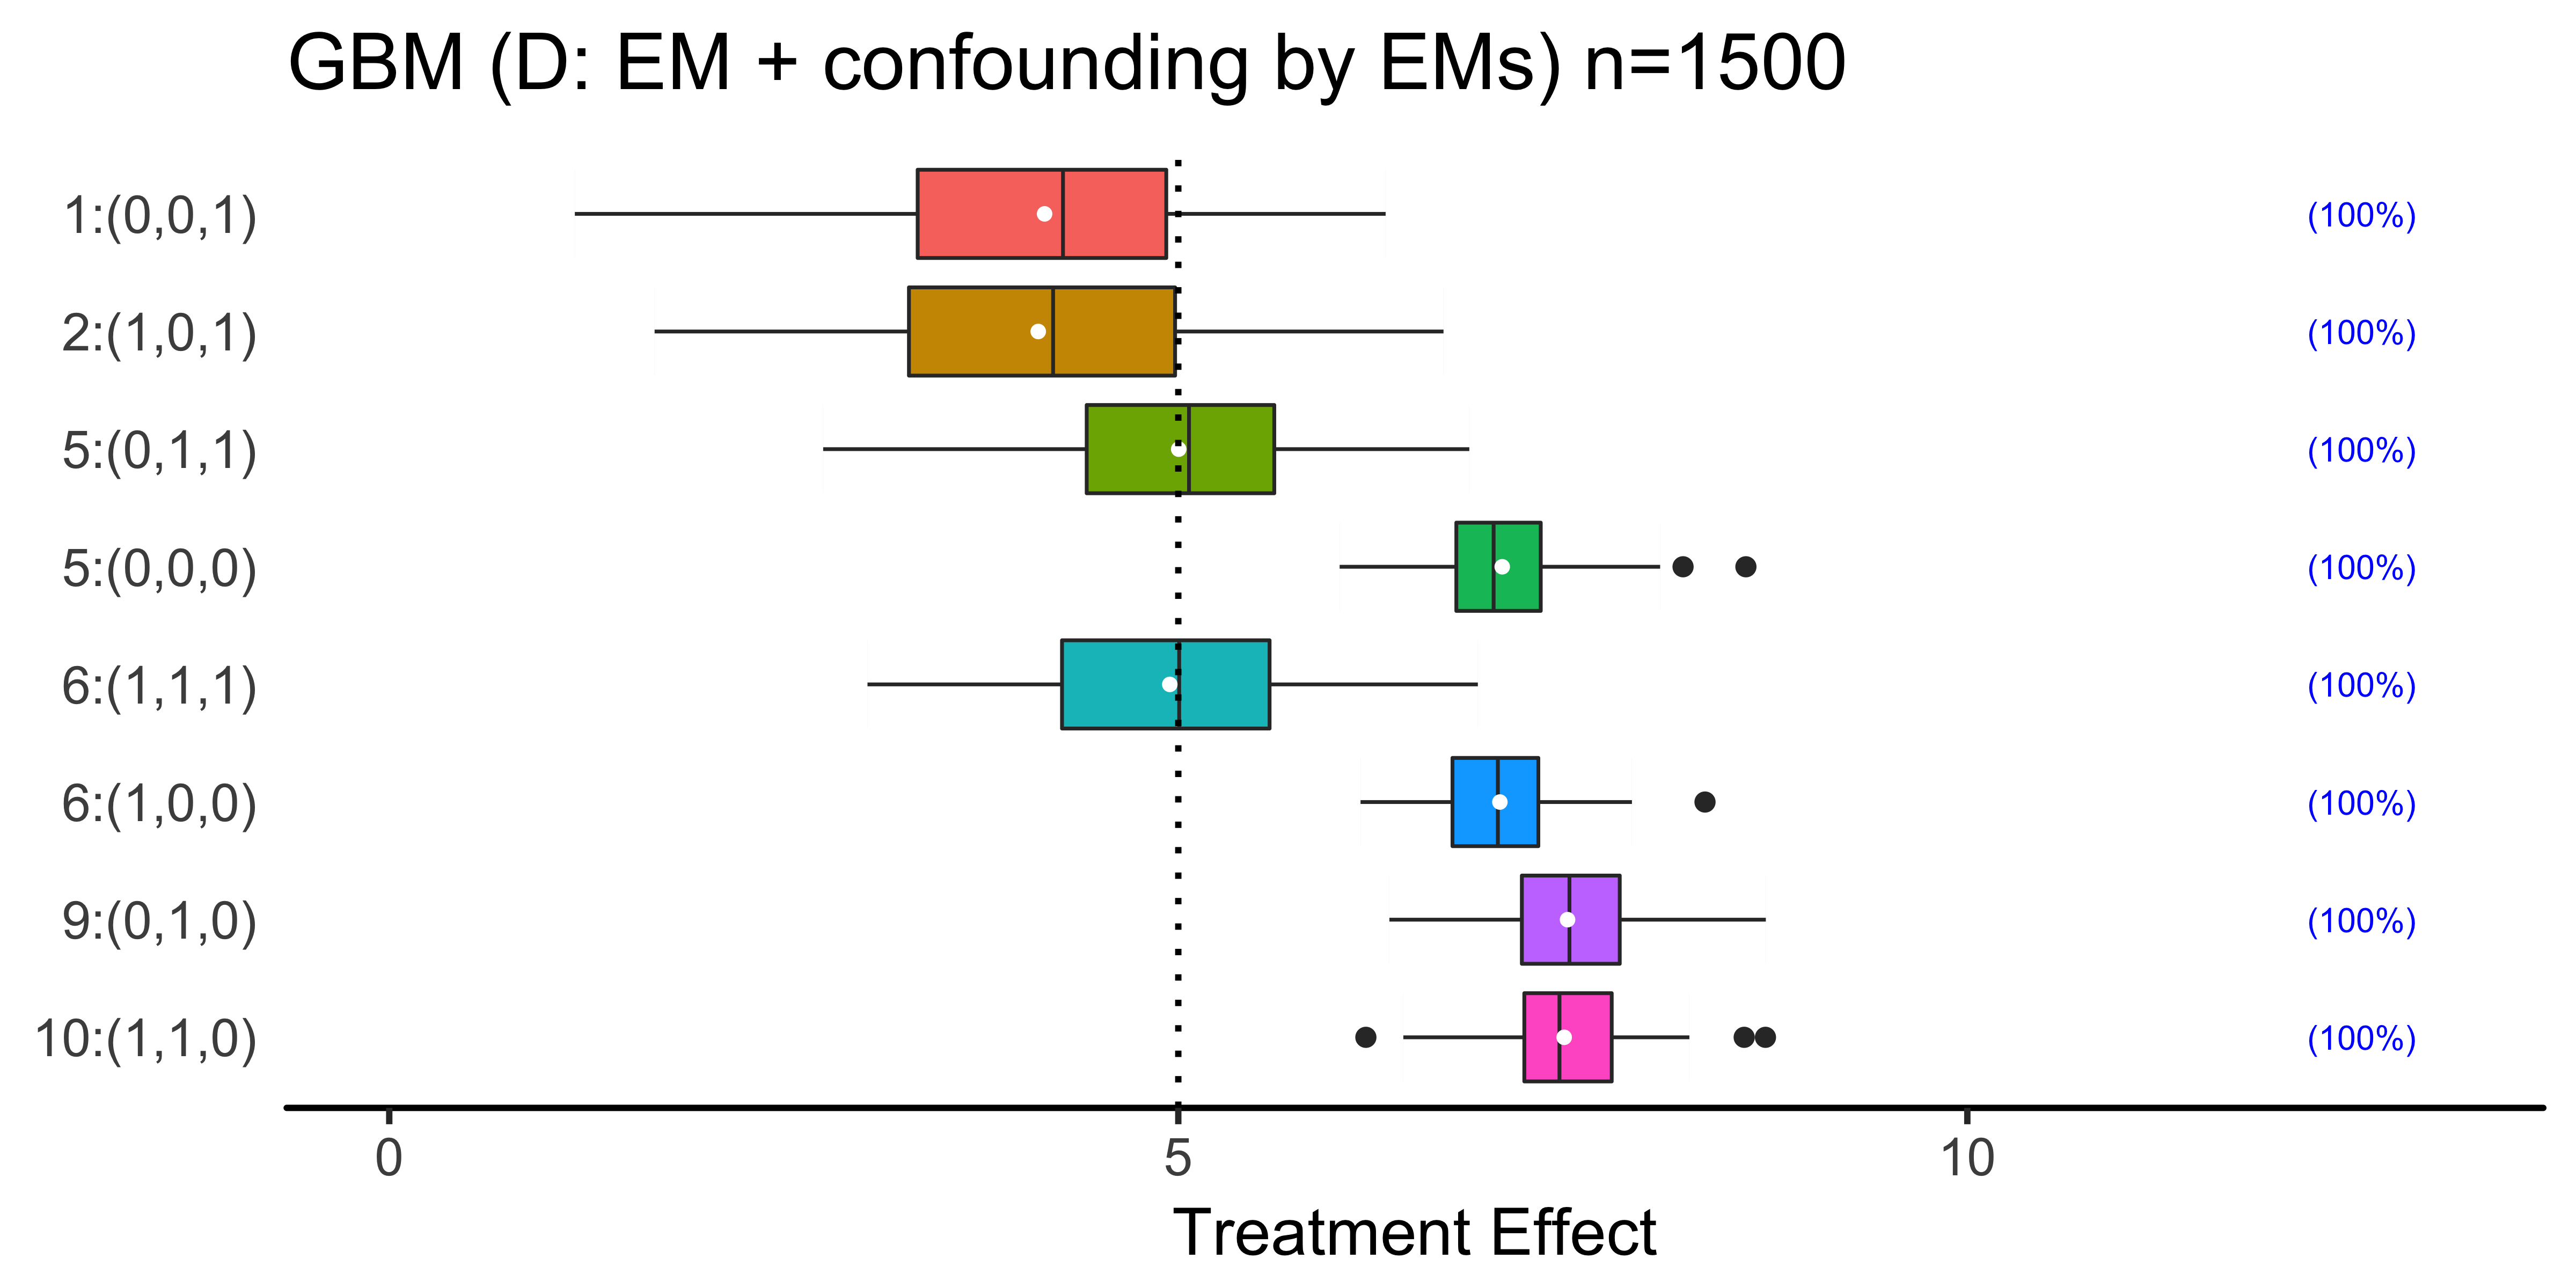 GBM (D: EM + confounding by EMs) n=1500
1:(0,0,1) (100%)
2:(1,0,1) (100%)
5:(0,1,1) (100%)
5:(0,0,0) (100%)
6:(1,1,1) (100%)
6:(1,0,0) (100%)
9:(0,1,0) (100%)
10:(1,1,0) (100%)
0 5 10
Treatment Effect